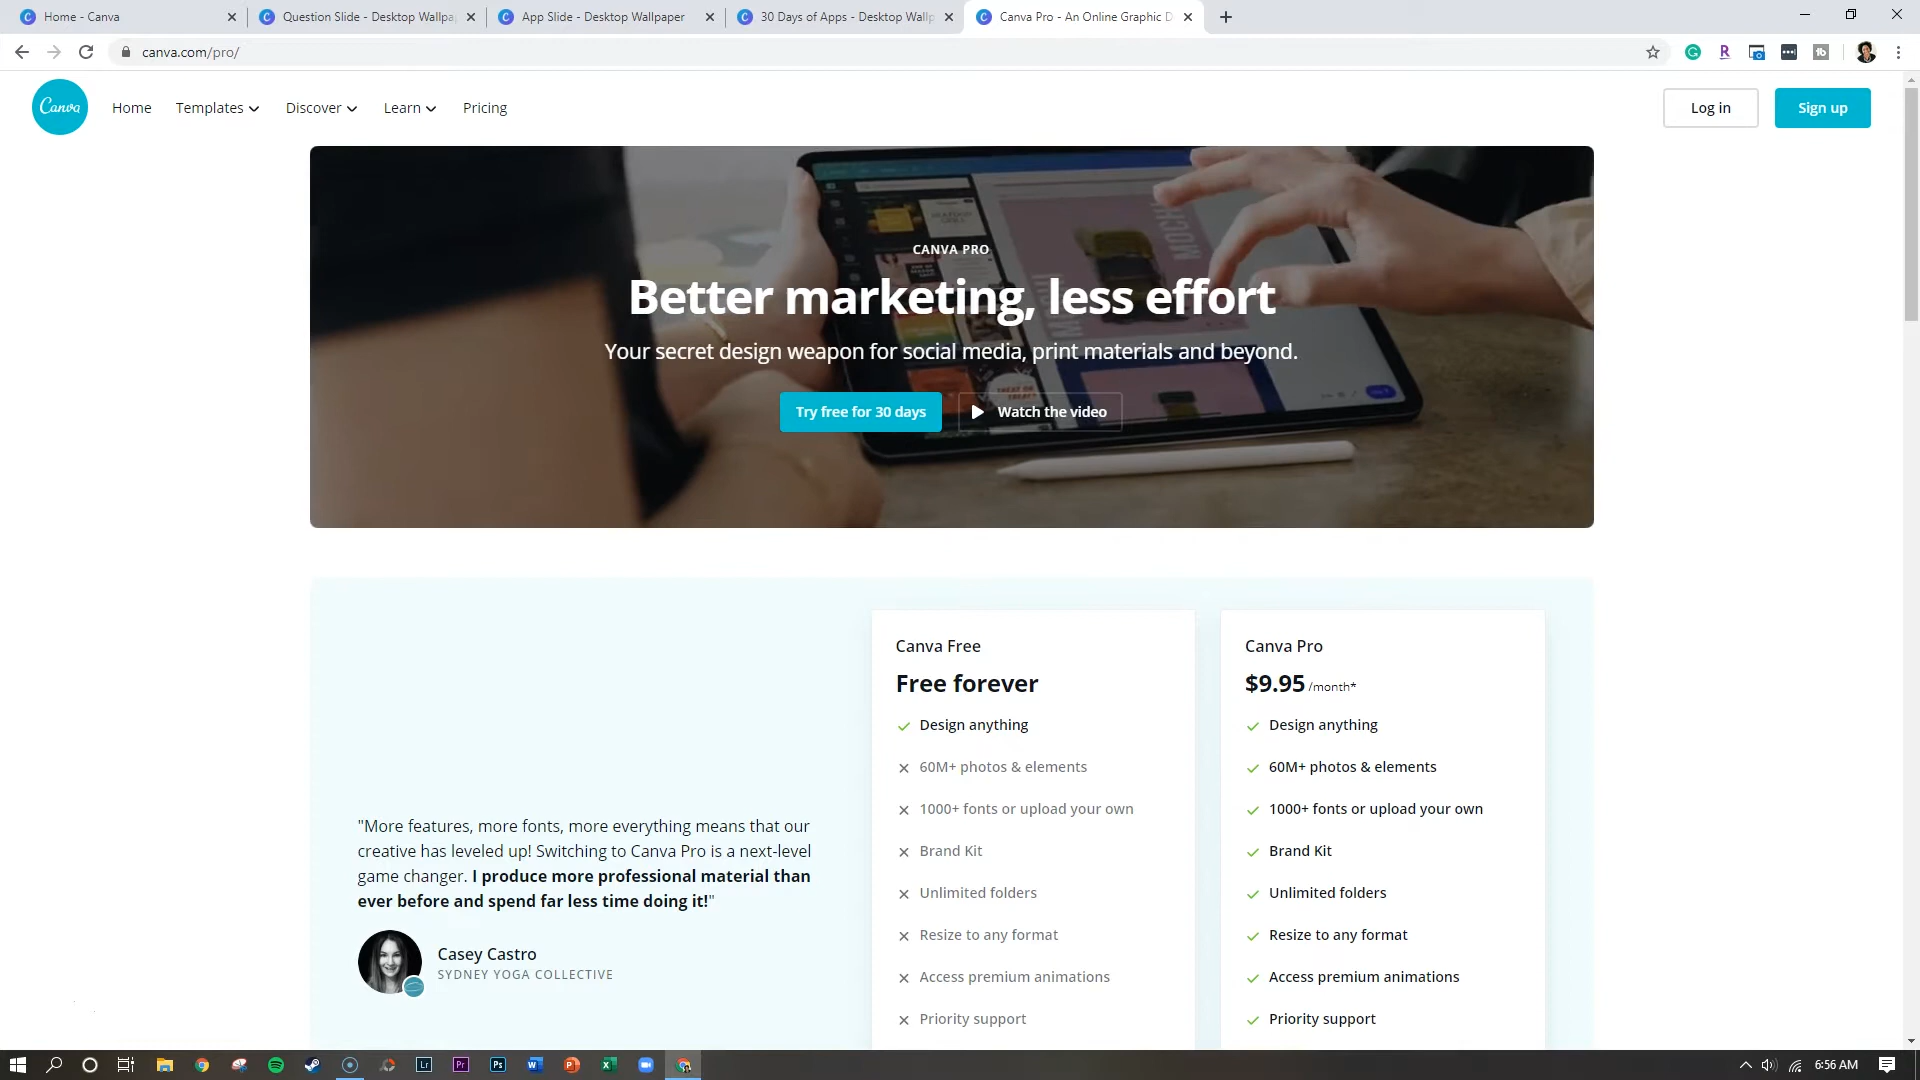 Home - Canva
Question Slide - Desktop Wallpa
App Slide - Desktop Wallpaper
30 Days of Apps - Desktop Wallp
Canva Pro - An Online Graphic D
canva.com/pro/
Canva
Home
Templates
Discover
Learn
Pricing
Log in
Sign up
CANVA PRO
Better marketing, less effort
Your secret design weapon for social media, print materials and beyond.
Try free for 30 days
Watch the video
"More features, more fonts, more everything means that our
creative has leveled up! Switching to Canva Pro is a next-level
game changer. I produce more professional material than
ever before and spend far less time doing it!"
Casey Castro
SYDNEY YOGA COLLECTIVE
Canva Free
Free forever
Design anything
60M+ photos & elements
1000+ fonts or upload your own
Brand Kit
Unlimited folders
Resize to any format
Access premium animations
Priority support
Canva Pro
$9.95 /month*
Design anything
60M+ photos & elements
1000+ fonts or upload your own
Brand Kit
Unlimited folders
Resize to any format
Access premium animations
Priority support
Lr
Pr
Ps
6:56 AM